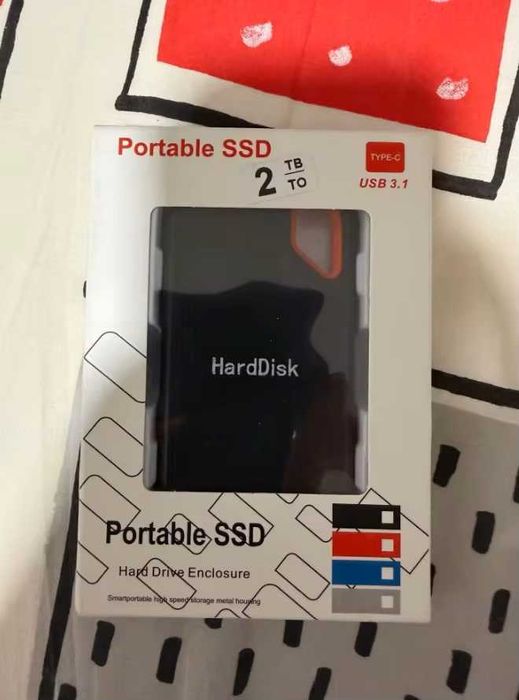 Portable SSD
2 TB
TO
TYPE-C
USB 3.1
HardDisk
Portable SSD
Hard Drive Enclosure
Smartportable high speed storage metal housing